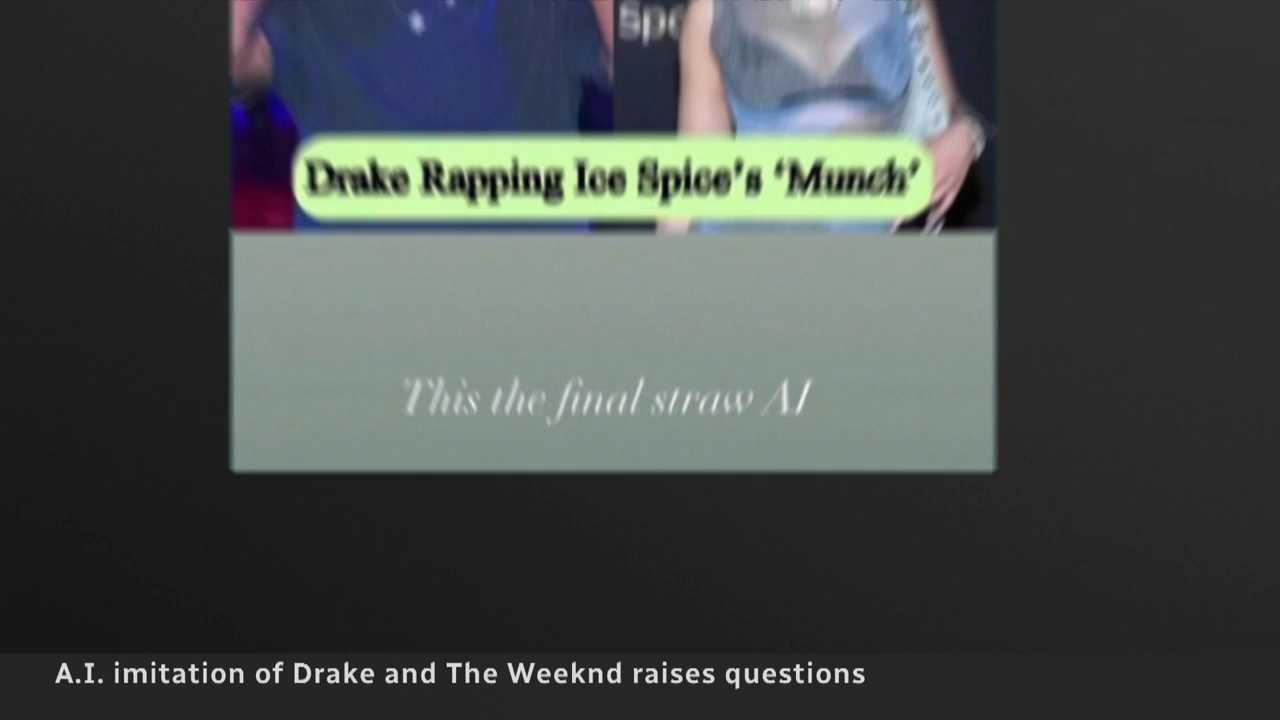 Drake Rapping Ice Spice's 'Munch'
This the final straw AI
A.I. imitation of Drake and The Weeknd raises questions